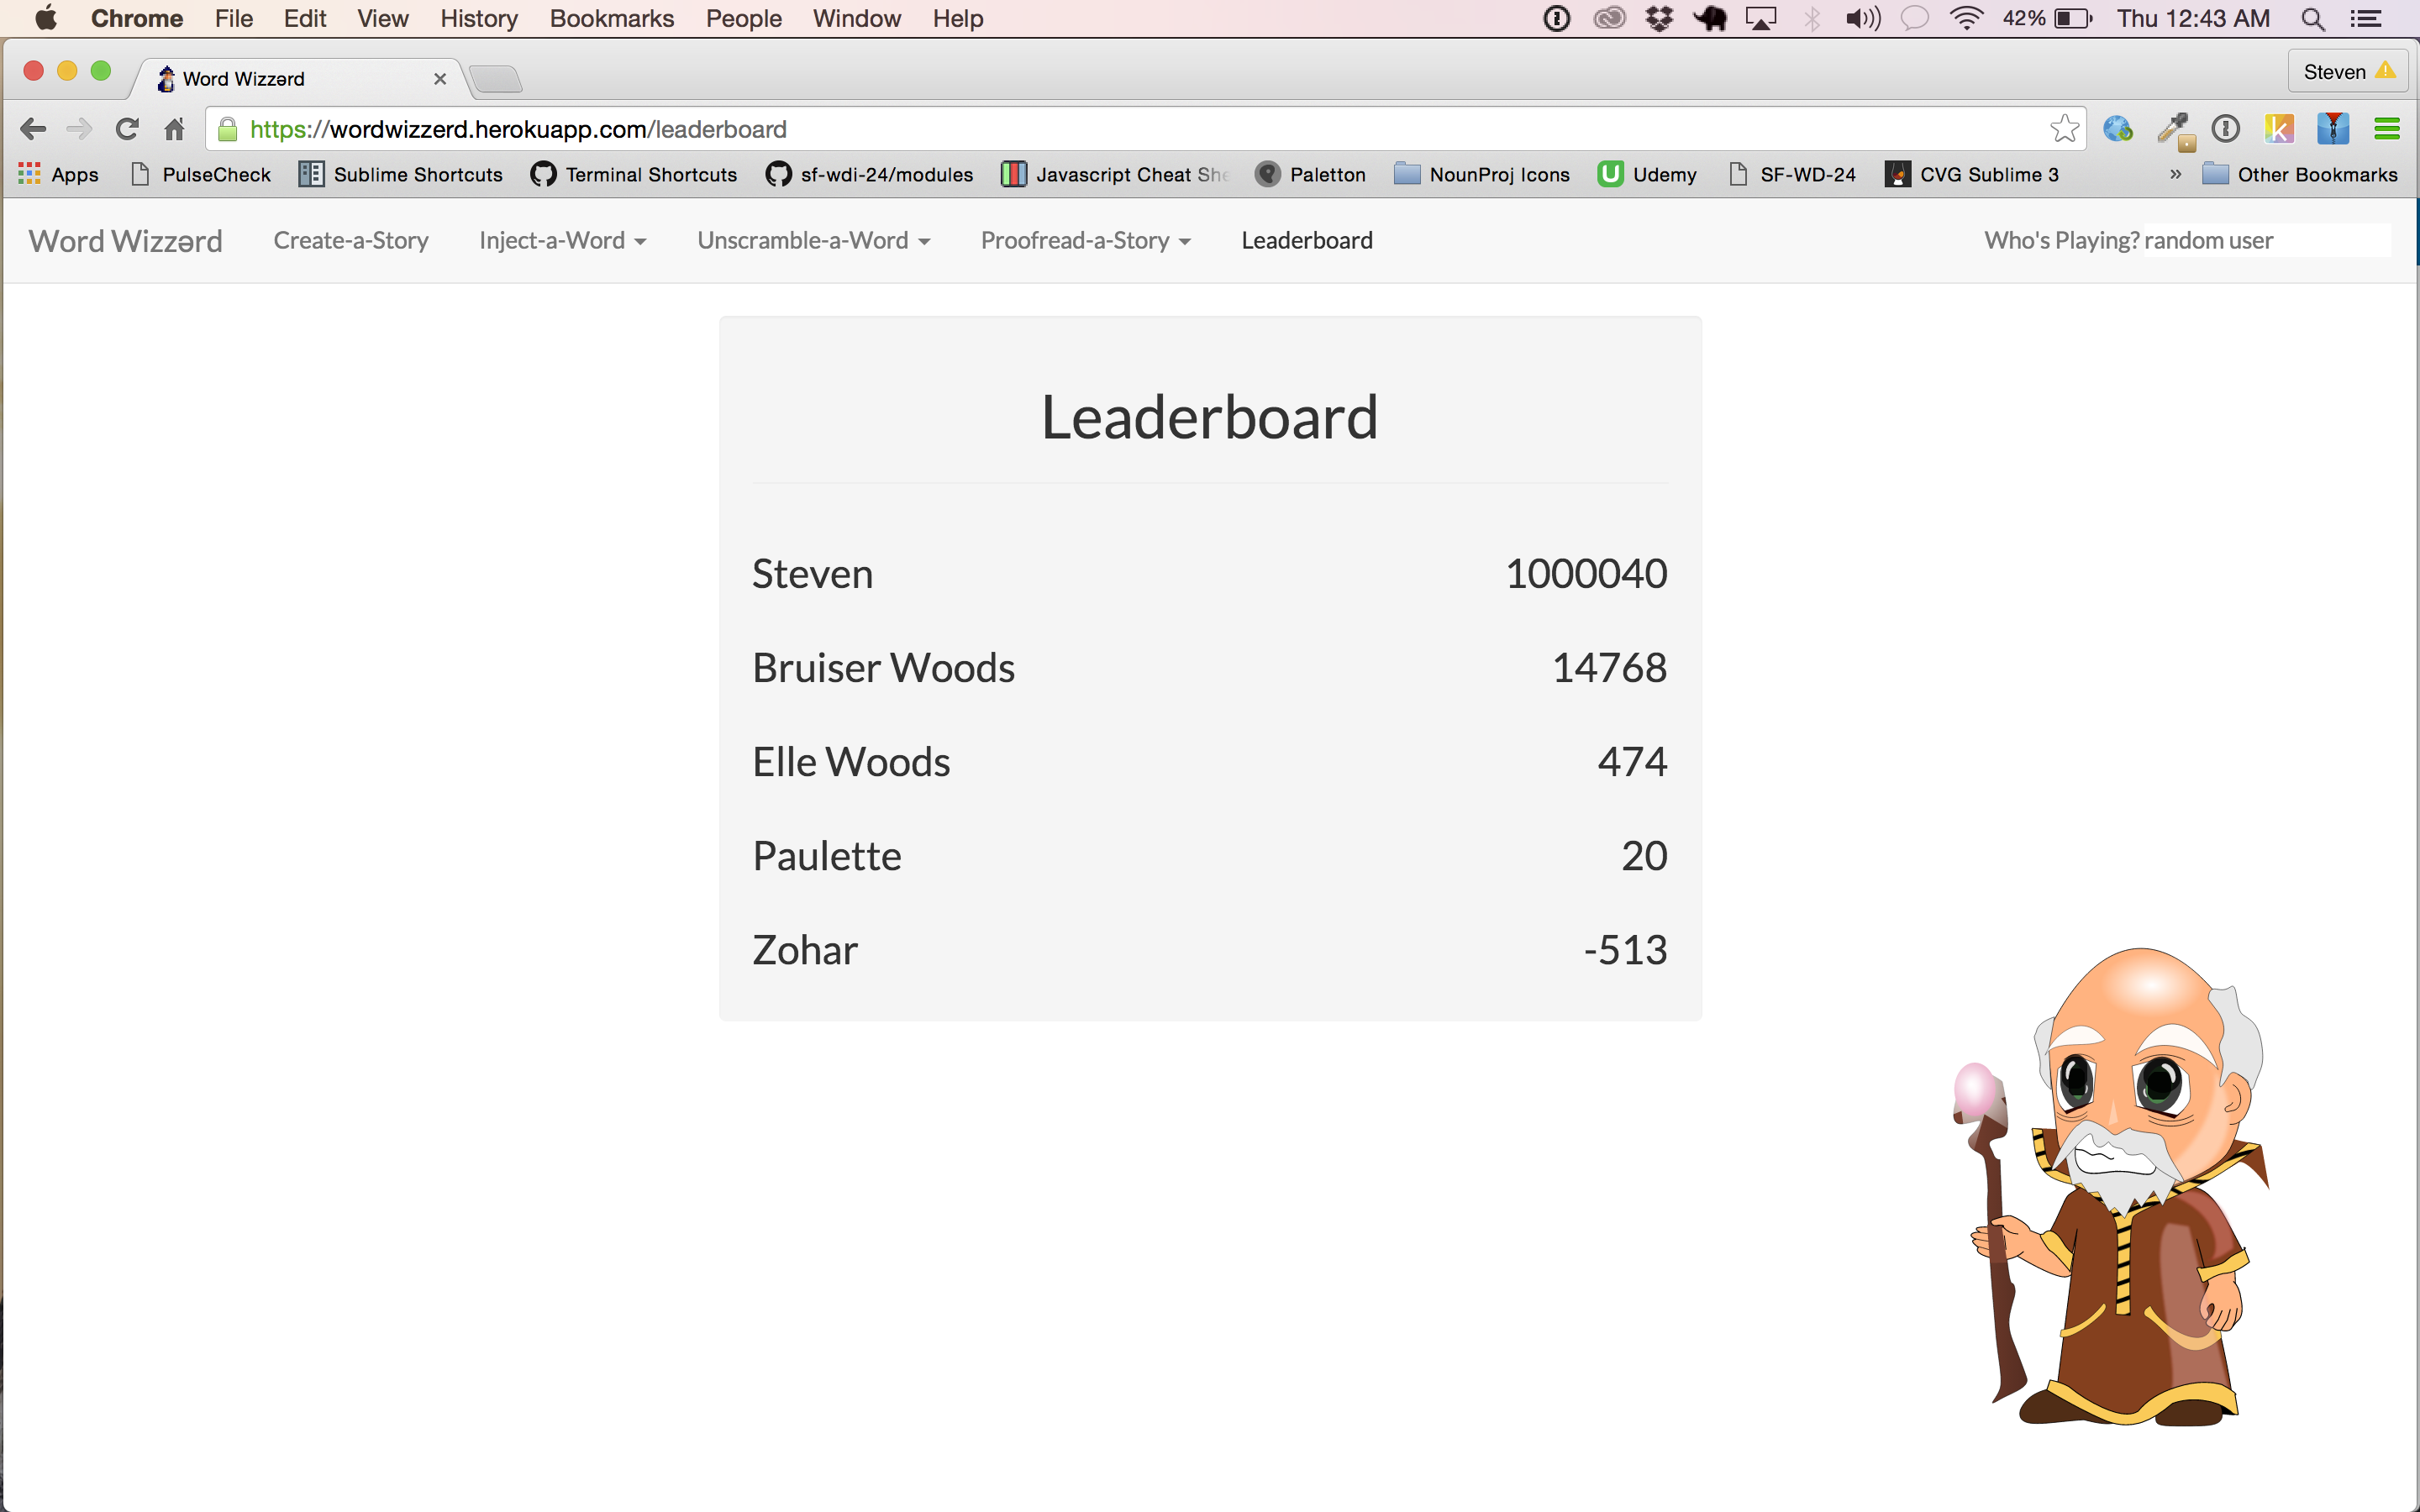 Chrome File Edit View History Bookmarks People Window Help 42% Thu 12:43 AM
Word Wizzərd Steven
https://wordwizzerd.herokuapp.com/leaderboard
Apps PulseCheck Sublime Shortcuts Terminal Shortcuts sf-wdi-24/modules Javascript Cheat She Paletton NounProj Icons Udemy SF-WD-24 CVG Sublime 3 » Other Bookmarks
Word Wizzərd Create-a-Story Inject-a-Word Unscramble-a-Word Proofread-a-Story Leaderboard Who's Playing? random user
Leaderboard
Steven 1000040
Bruiser Woods 14768
Elle Woods 474
Paulette 20
Zohar -513